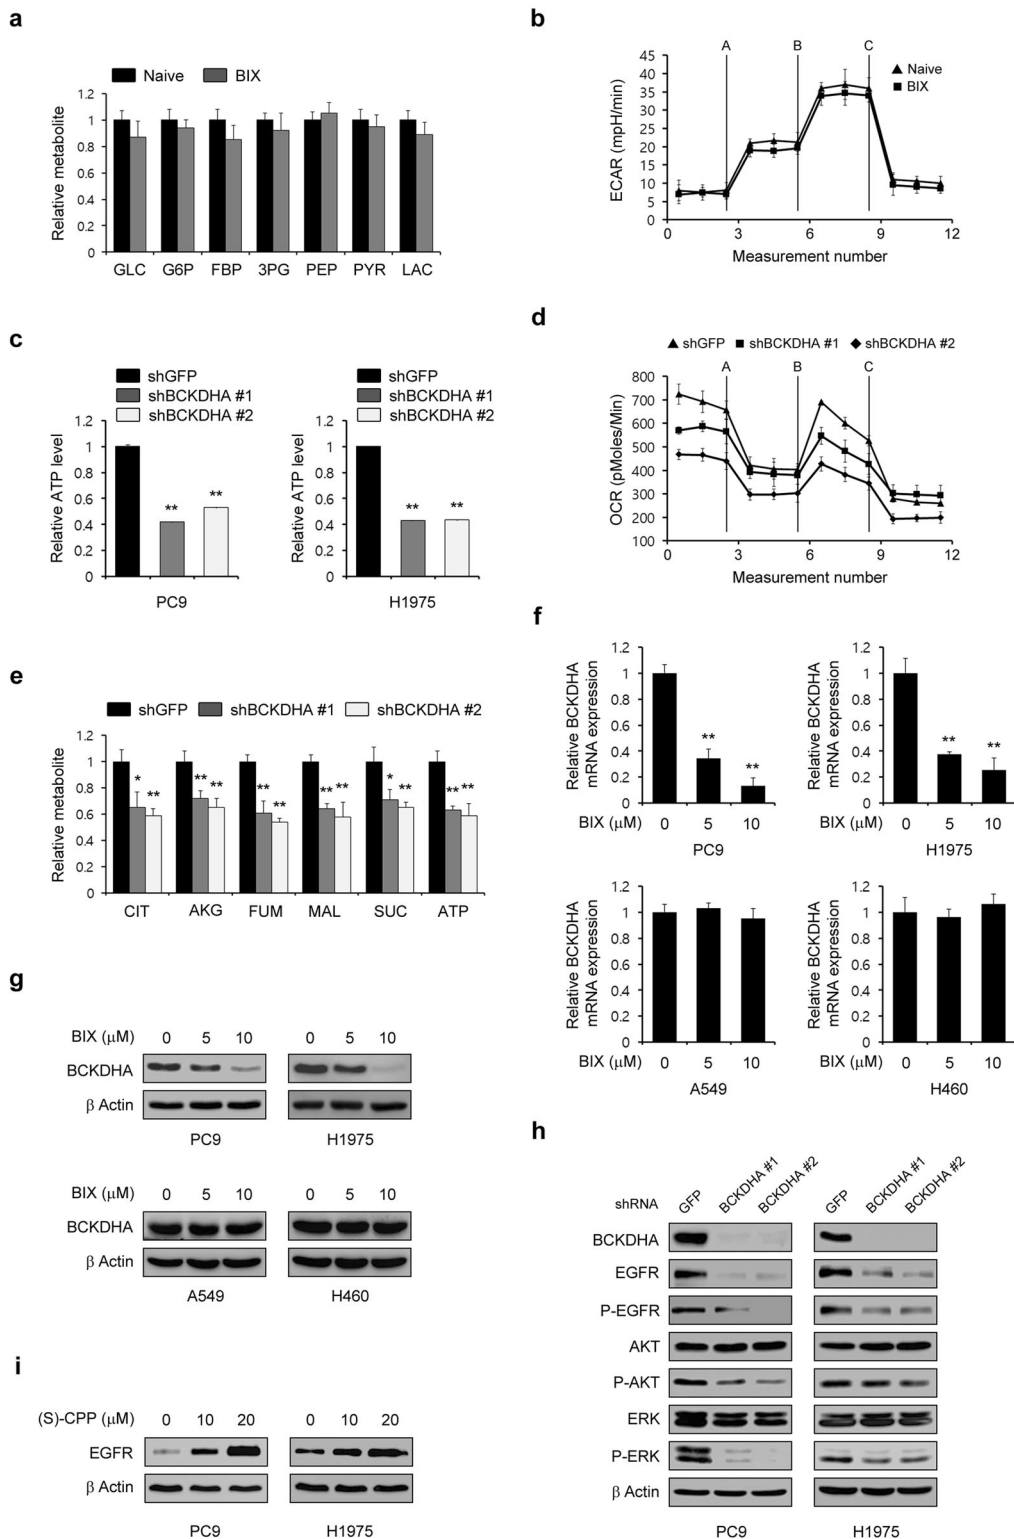 a
Naive BIX
Relative metabolite
1.2
1
0.8
0.6
0.4
0.2
0
GLC G6P FBP 3PG PEP PYR LAC
b
A B C
Naive
BIX
ECAR (mpH/min)
45
40
35
30
25
20
15
10
5
0
0 3 6 9 12
Measurement number
c
shGFP
shBCKDHA #1
shBCKDHA #2
Relative ATP level
1.2
1
0.8
0.6
0.4
0.2
0
** **
PC9
shGFP
shBCKDHA #1
shBCKDHA #2
Relative ATP level
1.2
1
0.8
0.6
0.4
0.2
0
** **
H1975
d
shGFP shBCKDHA #1 shBCKDHA #2
A B C
OCR (pMoles/Min)
800
700
600
500
400
300
200
100
0 3 6 9 12
Measurement number
e
shGFP shBCKDHA #1 shBCKDHA #2
Relative metabolite
1.2
1
0.8
0.6
0.4
0.2
0
* ** ** ** ** ** ** ** * ** ** **
CIT AKG FUM MAL SUC ATP
f
Relative BCKDHA
mRNA expression
1.2
1
0.8
0.6
0.4
0.2
0
** **
BIX (μM) 0 5 10
PC9
Relative BCKDHA
mRNA expression
1.2
1
0.8
0.6
0.4
0.2
0
** **
BIX (μM) 0 5 10
H1975
Relative BCKDHA
mRNA expression
1.2
1
0.8
0.6
0.4
0.2
0
BIX (μM) 0 5 10
A549
Relative BCKDHA
mRNA expression
1.2
1
0.8
0.6
0.4
0.2
0
BIX (μM) 0 5 10
H460
g
BIX (μM) 0 5 10 0 5 10
BCKDHA
β Actin
PC9 H1975
BIX (μM) 0 5 10 0 5 10
BCKDHA
β Actin
A549 H460
h
shRNA GFP BCKDHA #1 BCKDHA #2 GFP BCKDHA #1 BCKDHA #2
BCKDHA
EGFR
P-EGFR
AKT
P-AKT
ERK
P-ERK
β Actin
PC9 H1975
i
(S)-CPP (μM) 0 10 20 0 10 20
EGFR
β Actin
PC9 H1975